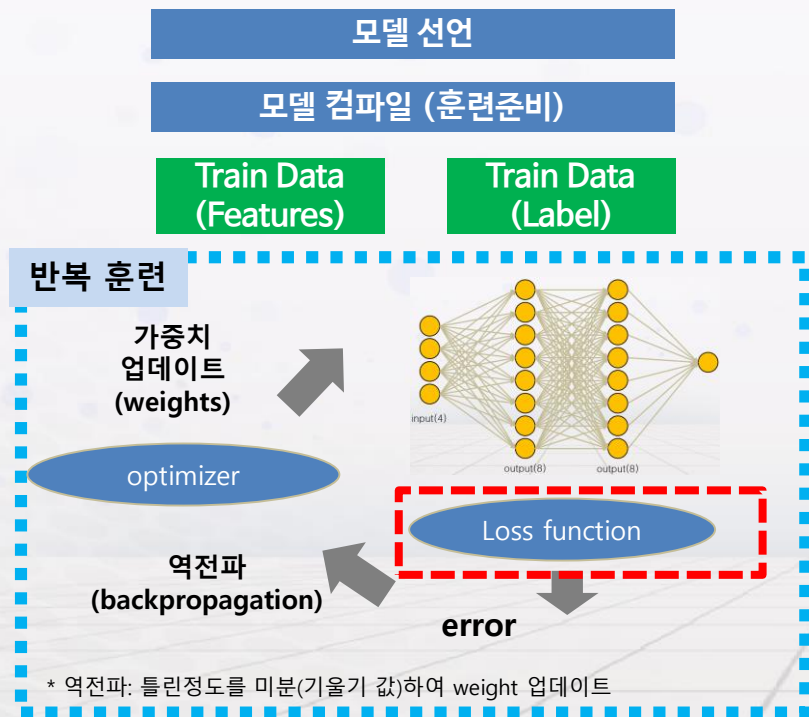 모델 선언
모델 컴파일 (훈련준비)
Train Data
(Features)
Train Data
(Label)
반복 훈련
가중치
업데이트
(weights)
input(4)
output(8)
output(8)
optimizer
Loss function
역전파
(backpropagation)
error
* 역전파: 틀린정도를 미분(기울기 값)하여 weight 업데이트